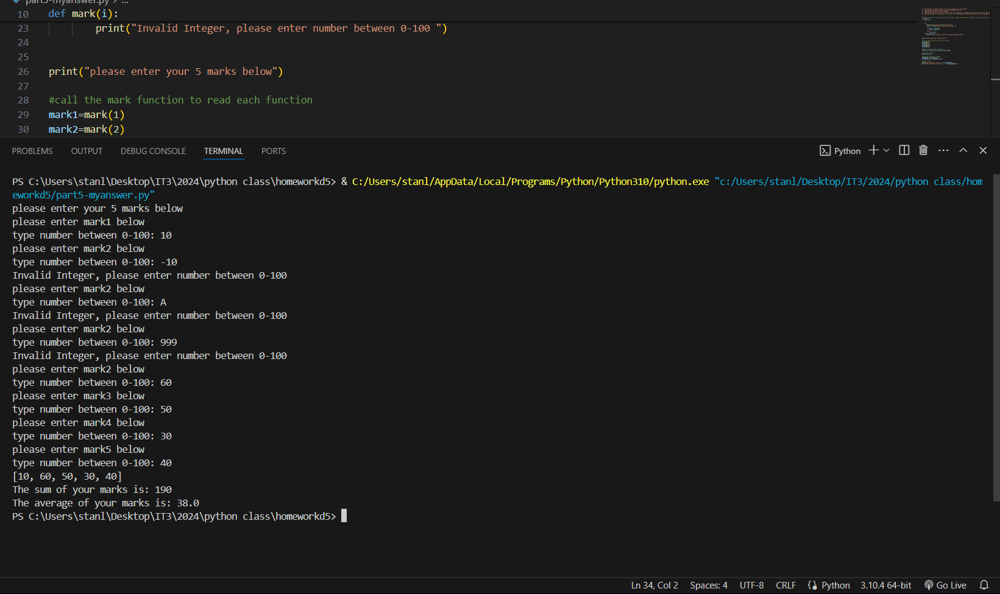 part5-myanswer.py > ...
10 def mark(i):
23 print("Invalid Integer, please enter number between 0-100 ")
24
25
26 print("please enter your 5 marks below")
27
28 #call the mark function to read each function
29 mark1=mark(1)
30 mark2=mark(2)
PROBLEMS OUTPUT DEBUG CONSOLE TERMINAL PORTS
Python
PS C:\Users\stanl\Desktop\IT3\2024\python class\homeworkd5> & C:/Users/stanl/AppData/Local/Programs/Python/Python310/python.exe "c:/Users/stanl/Desktop/IT3/2024/python class/hom
eworkd5/part5-myanswer.py"
please enter your 5 marks below
please enter mark1 below
type number between 0-100: 10
please enter mark2 below
type number between 0-100: -10
Invalid Integer, please enter number between 0-100
please enter mark2 below
type number between 0-100: A
Invalid Integer, please enter number between 0-100
please enter mark2 below
type number between 0-100: 999
Invalid Integer, please enter number between 0-100
please enter mark2 below
type number between 0-100: 60
please enter mark3 below
type number between 0-100: 50
please enter mark4 below
type number between 0-100: 30
please enter mark5 below
type number between 0-100: 40
[10, 60, 50, 30, 40]
The sum of your marks is: 190
The average of your marks is: 38.0
PS C:\Users\stanl\Desktop\IT3\2024\python class\homeworkd5>
Ln 34, Col 2 Spaces: 4 UTF-8 CRLF {} Python 3.10.4 64-bit Go Live